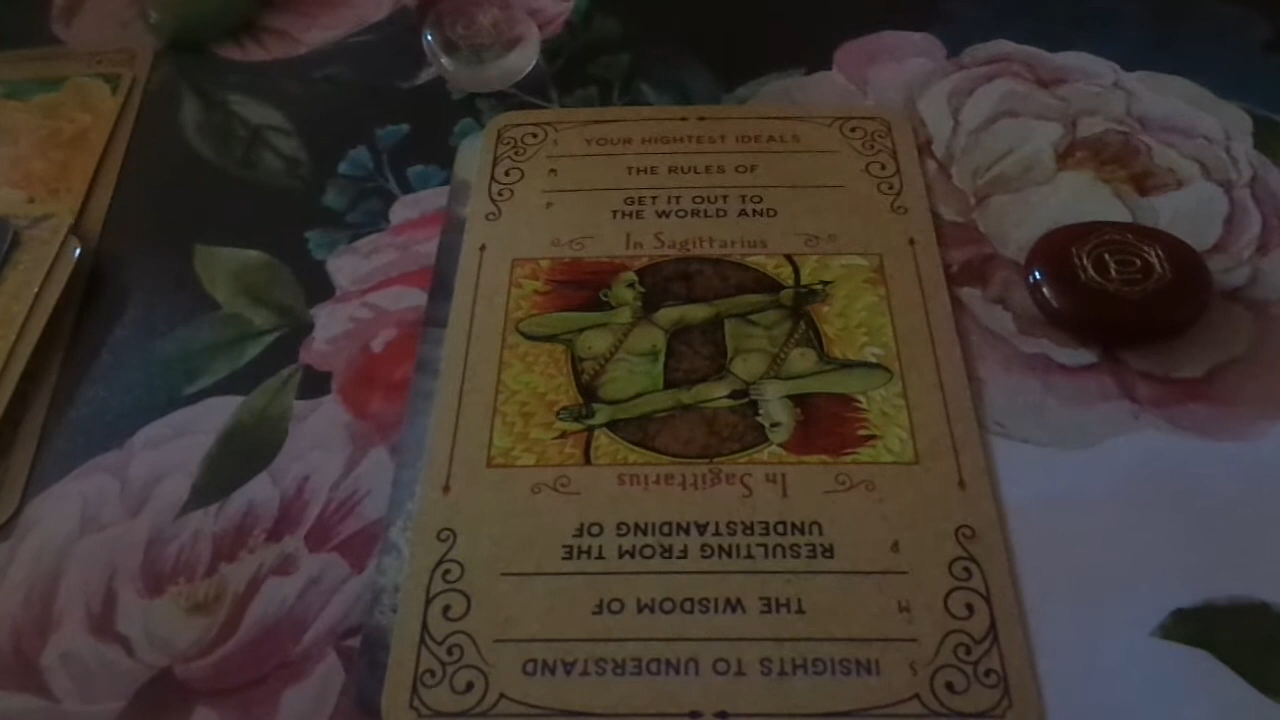 S YOUR HIGHTEST IDEALS
M THE RULES OF
P GET IT OUT TO
THE WORLD AND
In Sagittarius
In Sagittarius
P RESULTING FROM THE
UNDERSTANDING OF
M THE WISDOM OF
S INSIGHTS TO UNDERSTAND